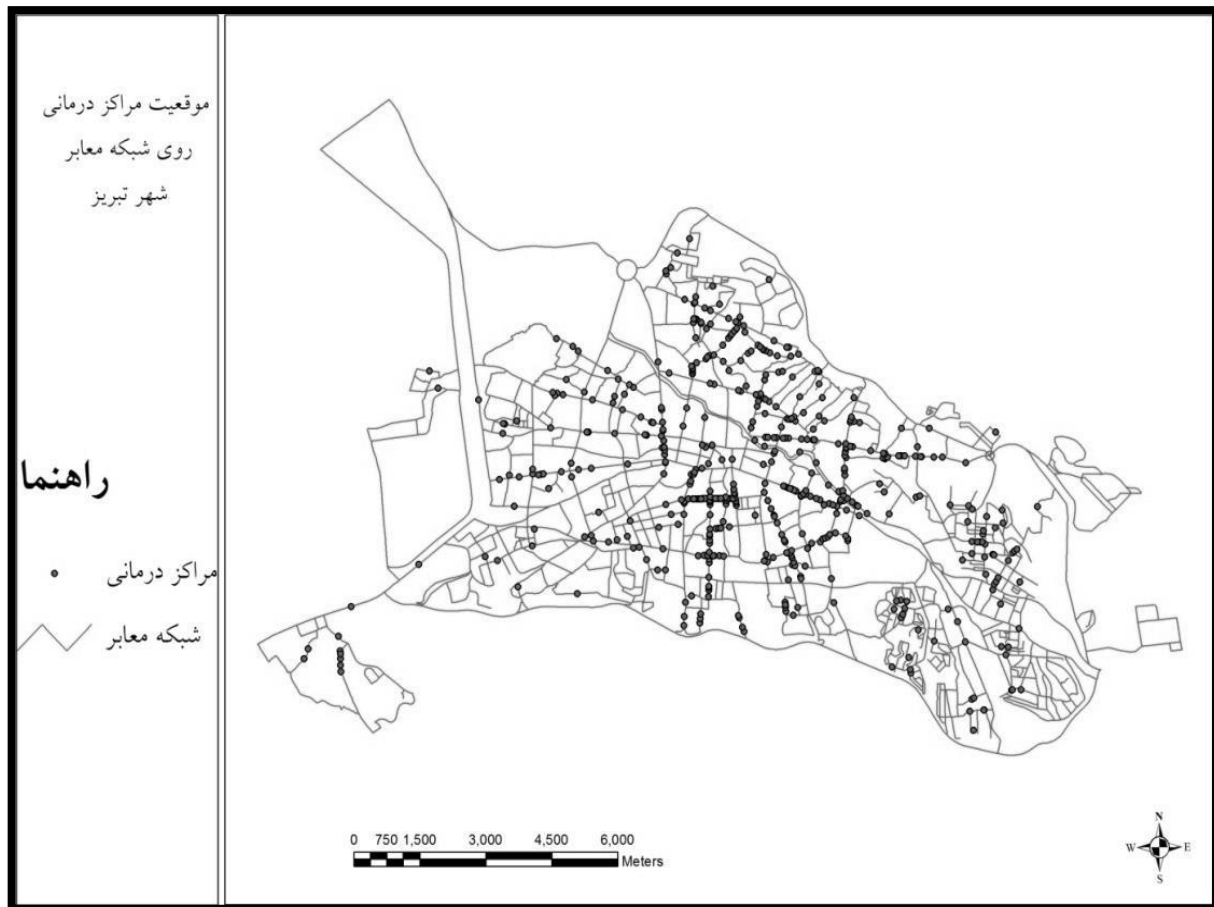 موقعیت مراکز درمانی
روی شبکه معابر
شهر تبریز
راهنما
مراکز درمانی
شبکه معابر
0 750 1,500 3,000 4,500 6,000
Meters
N
W E
S